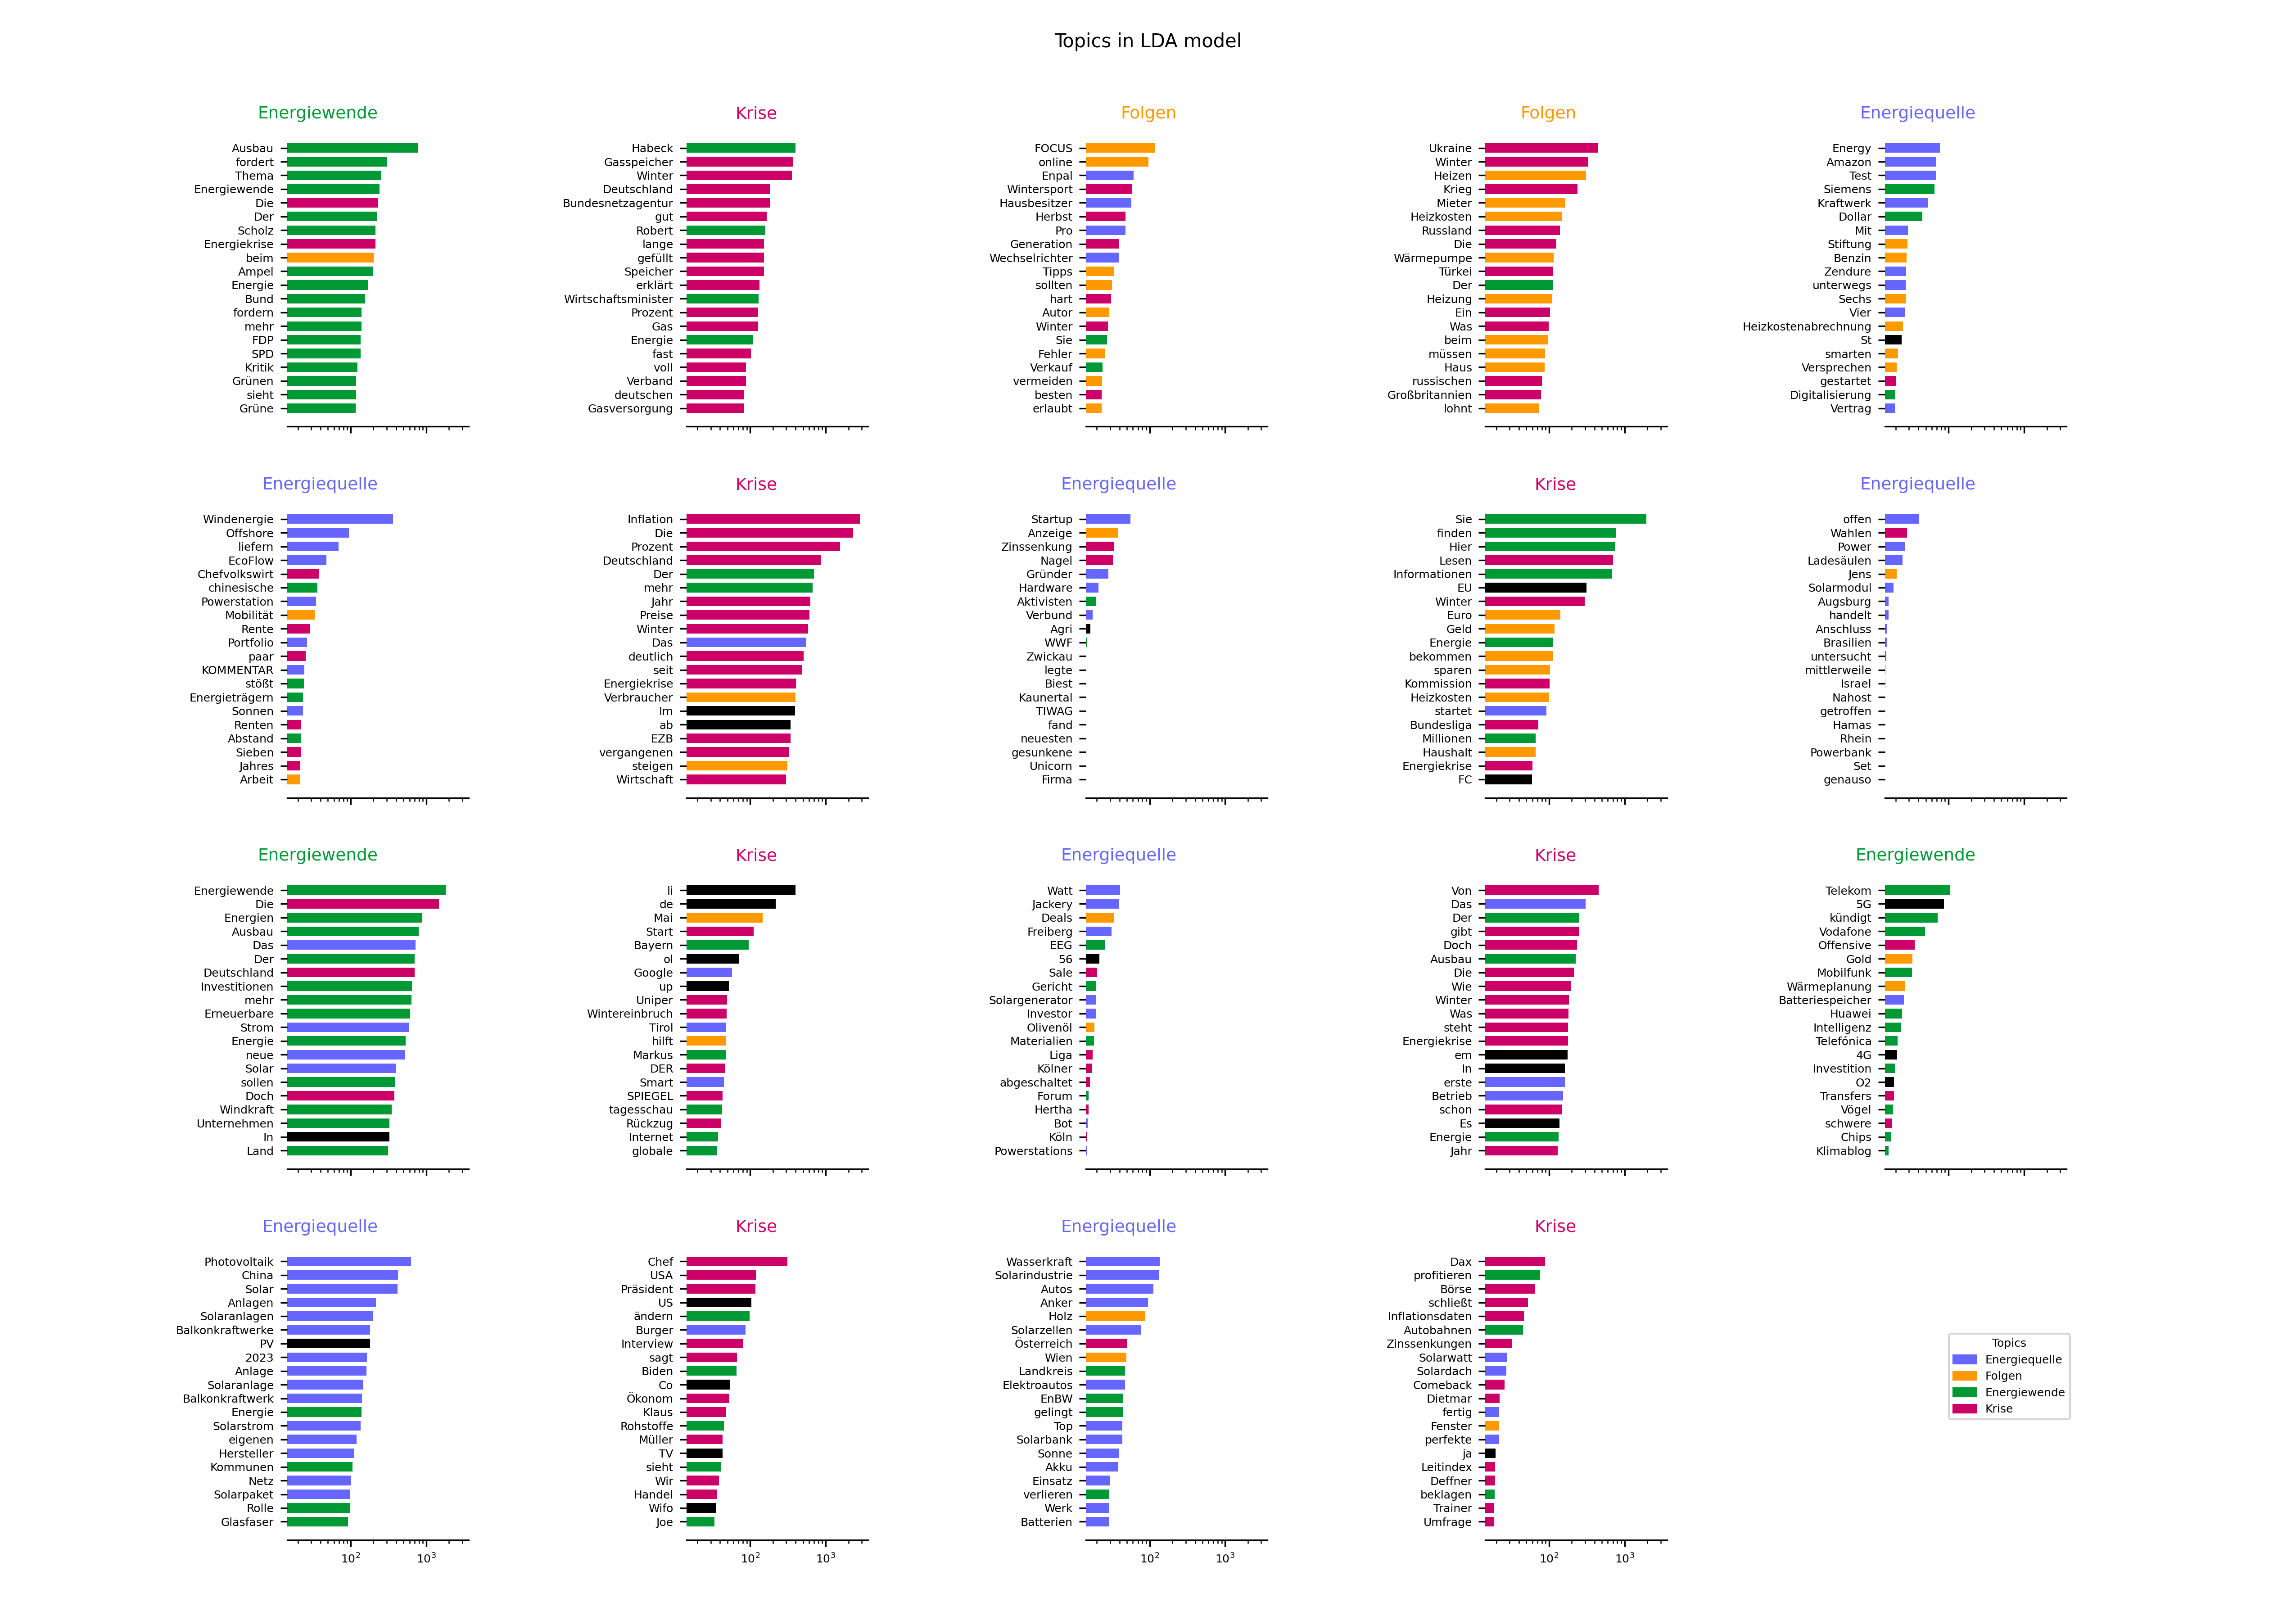 Topics in LDA model
Energiewende
Ausbau
fordert
Thema
Energiewende
Die
Der
Scholz
Energiekrise
beim
Ampel
Energie
Bund
fordern
mehr
FDP
SPD
Kritik
Grünen
sieht
Grüne
Krise
Habeck
Gasspeicher
Winter
Deutschland
Bundesnetzagentur
gut
Robert
lange
gefüllt
Speicher
erklärt
Wirtschaftsminister
Prozent
Gas
Energie
fast
voll
Verband
deutschen
Gasversorgung
Folgen
FOCUS
online
Enpal
Wintersport
Hausbesitzer
Herbst
Pro
Generation
Wechselrichter
Tipps
sollten
hart
Autor
Winter
Sie
Fehler
Verkauf
vermeiden
besten
erlaubt
Folgen
Ukraine
Winter
Heizen
Krieg
Mieter
Heizkosten
Russland
Die
Wärmepumpe
Türkei
Der
Heizung
Ein
Was
beim
müssen
Haus
russischen
Großbritannien
lohnt
Energiequelle
Energy
Amazon
Test
Siemens
Kraftwerk
Dollar
Mit
Stiftung
Benzin
Zendure
unterwegs
Sechs
Vier
Heizkostenabrechnung
St
smarten
Versprechen
gestartet
Digitalisierung
Vertrag
Energiequelle
Windenergie
Offshore
liefern
EcoFlow
Chefvolkswirt
chinesische
Powerstation
Mobilität
Rente
Portfolio
paar
KOMMENTAR
stößt
Energieträgern
Sonnen
Renten
Abstand
Sieben
Jahres
Arbeit
Krise
Inflation
Die
Prozent
Deutschland
Der
mehr
Jahr
Preise
Winter
Das
deutlich
seit
Energiekrise
Verbraucher
Im
ab
EZB
vergangenen
steigen
Wirtschaft
Energiequelle
Startup
Anzeige
Zinssenkung
Nagel
Gründer
Hardware
Aktivisten
Verbund
Agri
WWF
Zwickau
legte
Biest
Kaunertal
TIWAG
fand
neuesten
gesunkene
Unicorn
Firma
Krise
Sie
finden
Hier
Lesen
Informationen
EU
Winter
Euro
Geld
Energie
bekommen
sparen
Kommission
Heizkosten
startet
Bundesliga
Millionen
Haushalt
Energiekrise
FC
Energiequelle
offen
Wahlen
Power
Ladesäulen
Jens
Solarmodul
Augsburg
handelt
Anschluss
Brasilien
untersucht
mittlerweile
Israel
Nahost
getroffen
Hamas
Rhein
Powerbank
Set
genauso
Energiewende
Energiewende
Die
Energien
Ausbau
Das
Der
Deutschland
Investitionen
mehr
Erneuerbare
Strom
Energie
neue
Solar
sollen
Doch
Windkraft
Unternehmen
In
Land
Krise
li
de
Mai
Start
Bayern
ol
Google
up
Uniper
Wintereinbruch
Tirol
hilft
Markus
DER
Smart
SPIEGEL
tagesschau
Rückzug
Internet
globale
Energiequelle
Watt
Jackery
Deals
Freiberg
EEG
56
Sale
Gericht
Solargenerator
Investor
Olivenöl
Materialien
Liga
Kölner
abgeschaltet
Forum
Hertha
Bot
Köln
Powerstations
Krise
Von
Das
Der
gibt
Doch
Ausbau
Die
Wie
Winter
Was
steht
Energiekrise
em
In
erste
Betrieb
schon
Es
Energie
Jahr
Energiewende
Telekom
5G
kündigt
Vodafone
Offensive
Gold
Mobilfunk
Wärmeplanung
Batteriespeicher
Huawei
Intelligenz
Telefónica
4G
Investition
O2
Transfers
Vögel
schwere
Chips
Klimablog
Energiequelle
Photovoltaik
China
Solar
Anlagen
Solaranlagen
Balkonkraftwerke
PV
2023
Anlage
Solaranlage
Balkonkraftwerk
Energie
Solarstrom
eigenen
Hersteller
Kommunen
Netz
Solarpaket
Rolle
Glasfaser
10² 10³
Krise
Chef
USA
Präsident
US
ändern
Burger
Interview
sagt
Biden
Co
Ökonom
Klaus
Rohstoffe
Müller
TV
sieht
Wir
Handel
Wifo
Joe
10² 10³
Energiequelle
Wasserkraft
Solarindustrie
Autos
Anker
Holz
Solarzellen
Österreich
Wien
Landkreis
Elektroautos
EnBW
gelingt
Top
Solarbank
Sonne
Akku
Einsatz
verlieren
Werk
Batterien
10² 10³
Krise
Dax
profitieren
Börse
schließt
Inflationsdaten
Autobahnen
Zinssenkungen
Solarwatt
Solardach
Comeback
Dietmar
fertig
Fenster
perfekte
ja
Leitindex
Deffner
beklagen
Trainer
Umfrage
10² 10³
Topics
Energiequelle
Folgen
Energiewende
Krise